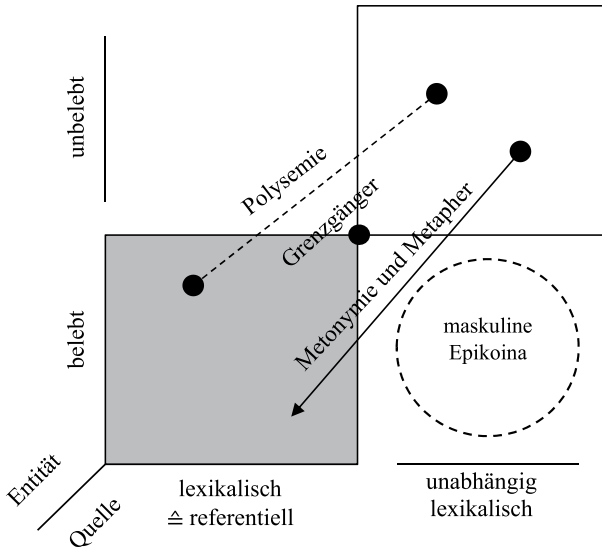 unbelebt
Polysemie
Grenzgänger
Metonymie und Metapher
belebt
maskuline
Epikoina
Entität
Quelle
lexikalisch
≙ referentiell
unabhängig
lexikalisch